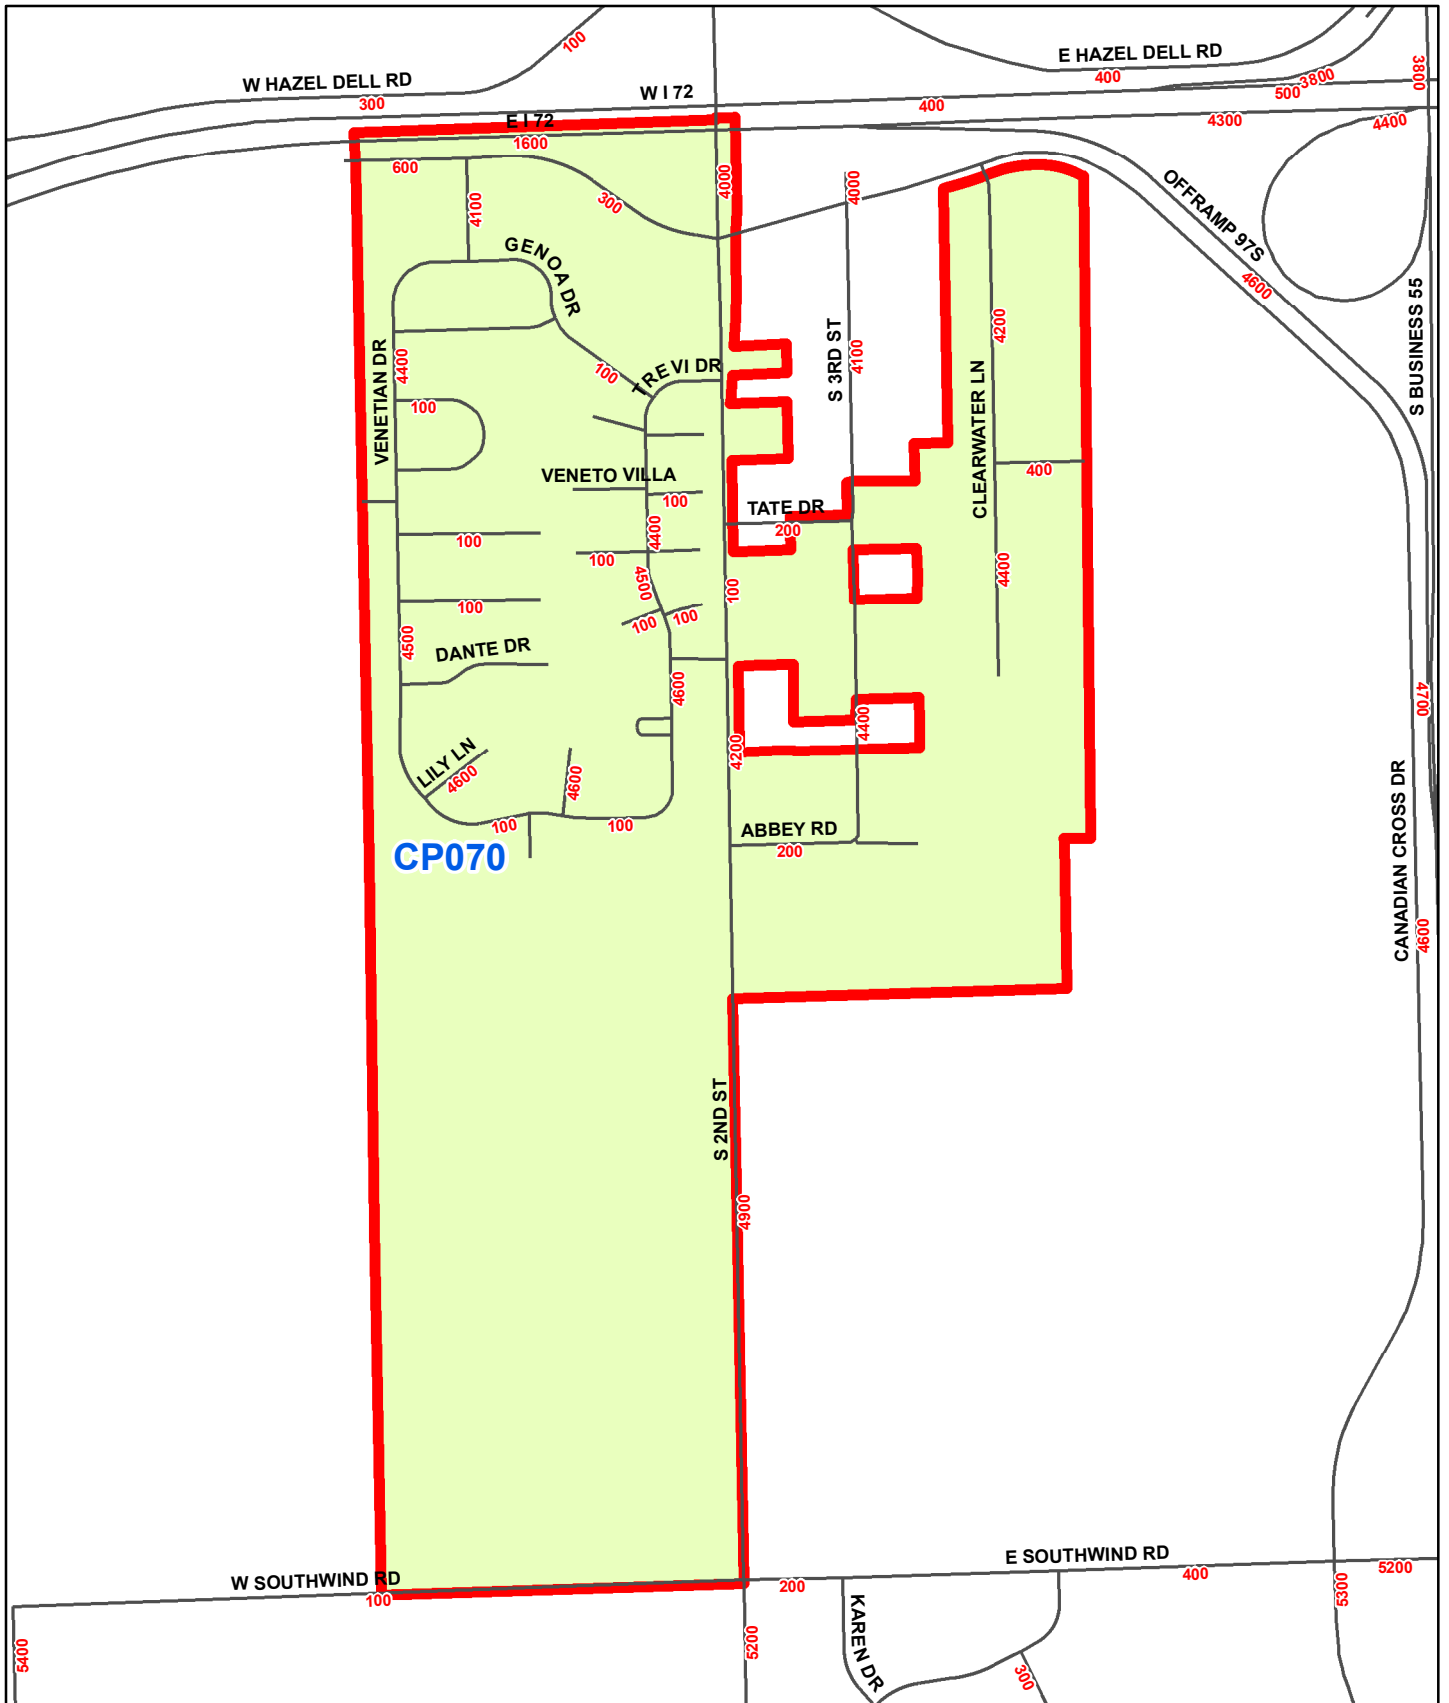 100
E HAZEL DELL RD
W HAZEL DELL RD
300
W I 72
400
400
500
3800
3800
E I 72
1600
4300
4400
600
4100
300
4000
4000
OFFRAMP 97S
4600
GENOA DR
S BUSINESS 55
VENETIAN DR
4400
100
TREVI DR
S 3RD ST
4100
4200
CLEARWATER LN
100
VENETO VILLA
100
TATE DR
200
400
100
4400
100
4500
100
4400
100
100
100
4500
DANTE DR
4600
4200
4400
4700
LILY LN
4600
4600
100
100
ABBEY RD
200
CANADIAN CROSS DR
4600
CP070
S 2ND ST
4900
W SOUTHWIND RD
100
200
E SOUTHWIND RD
400
5200
5300
5400
5200
KAREN DR
300